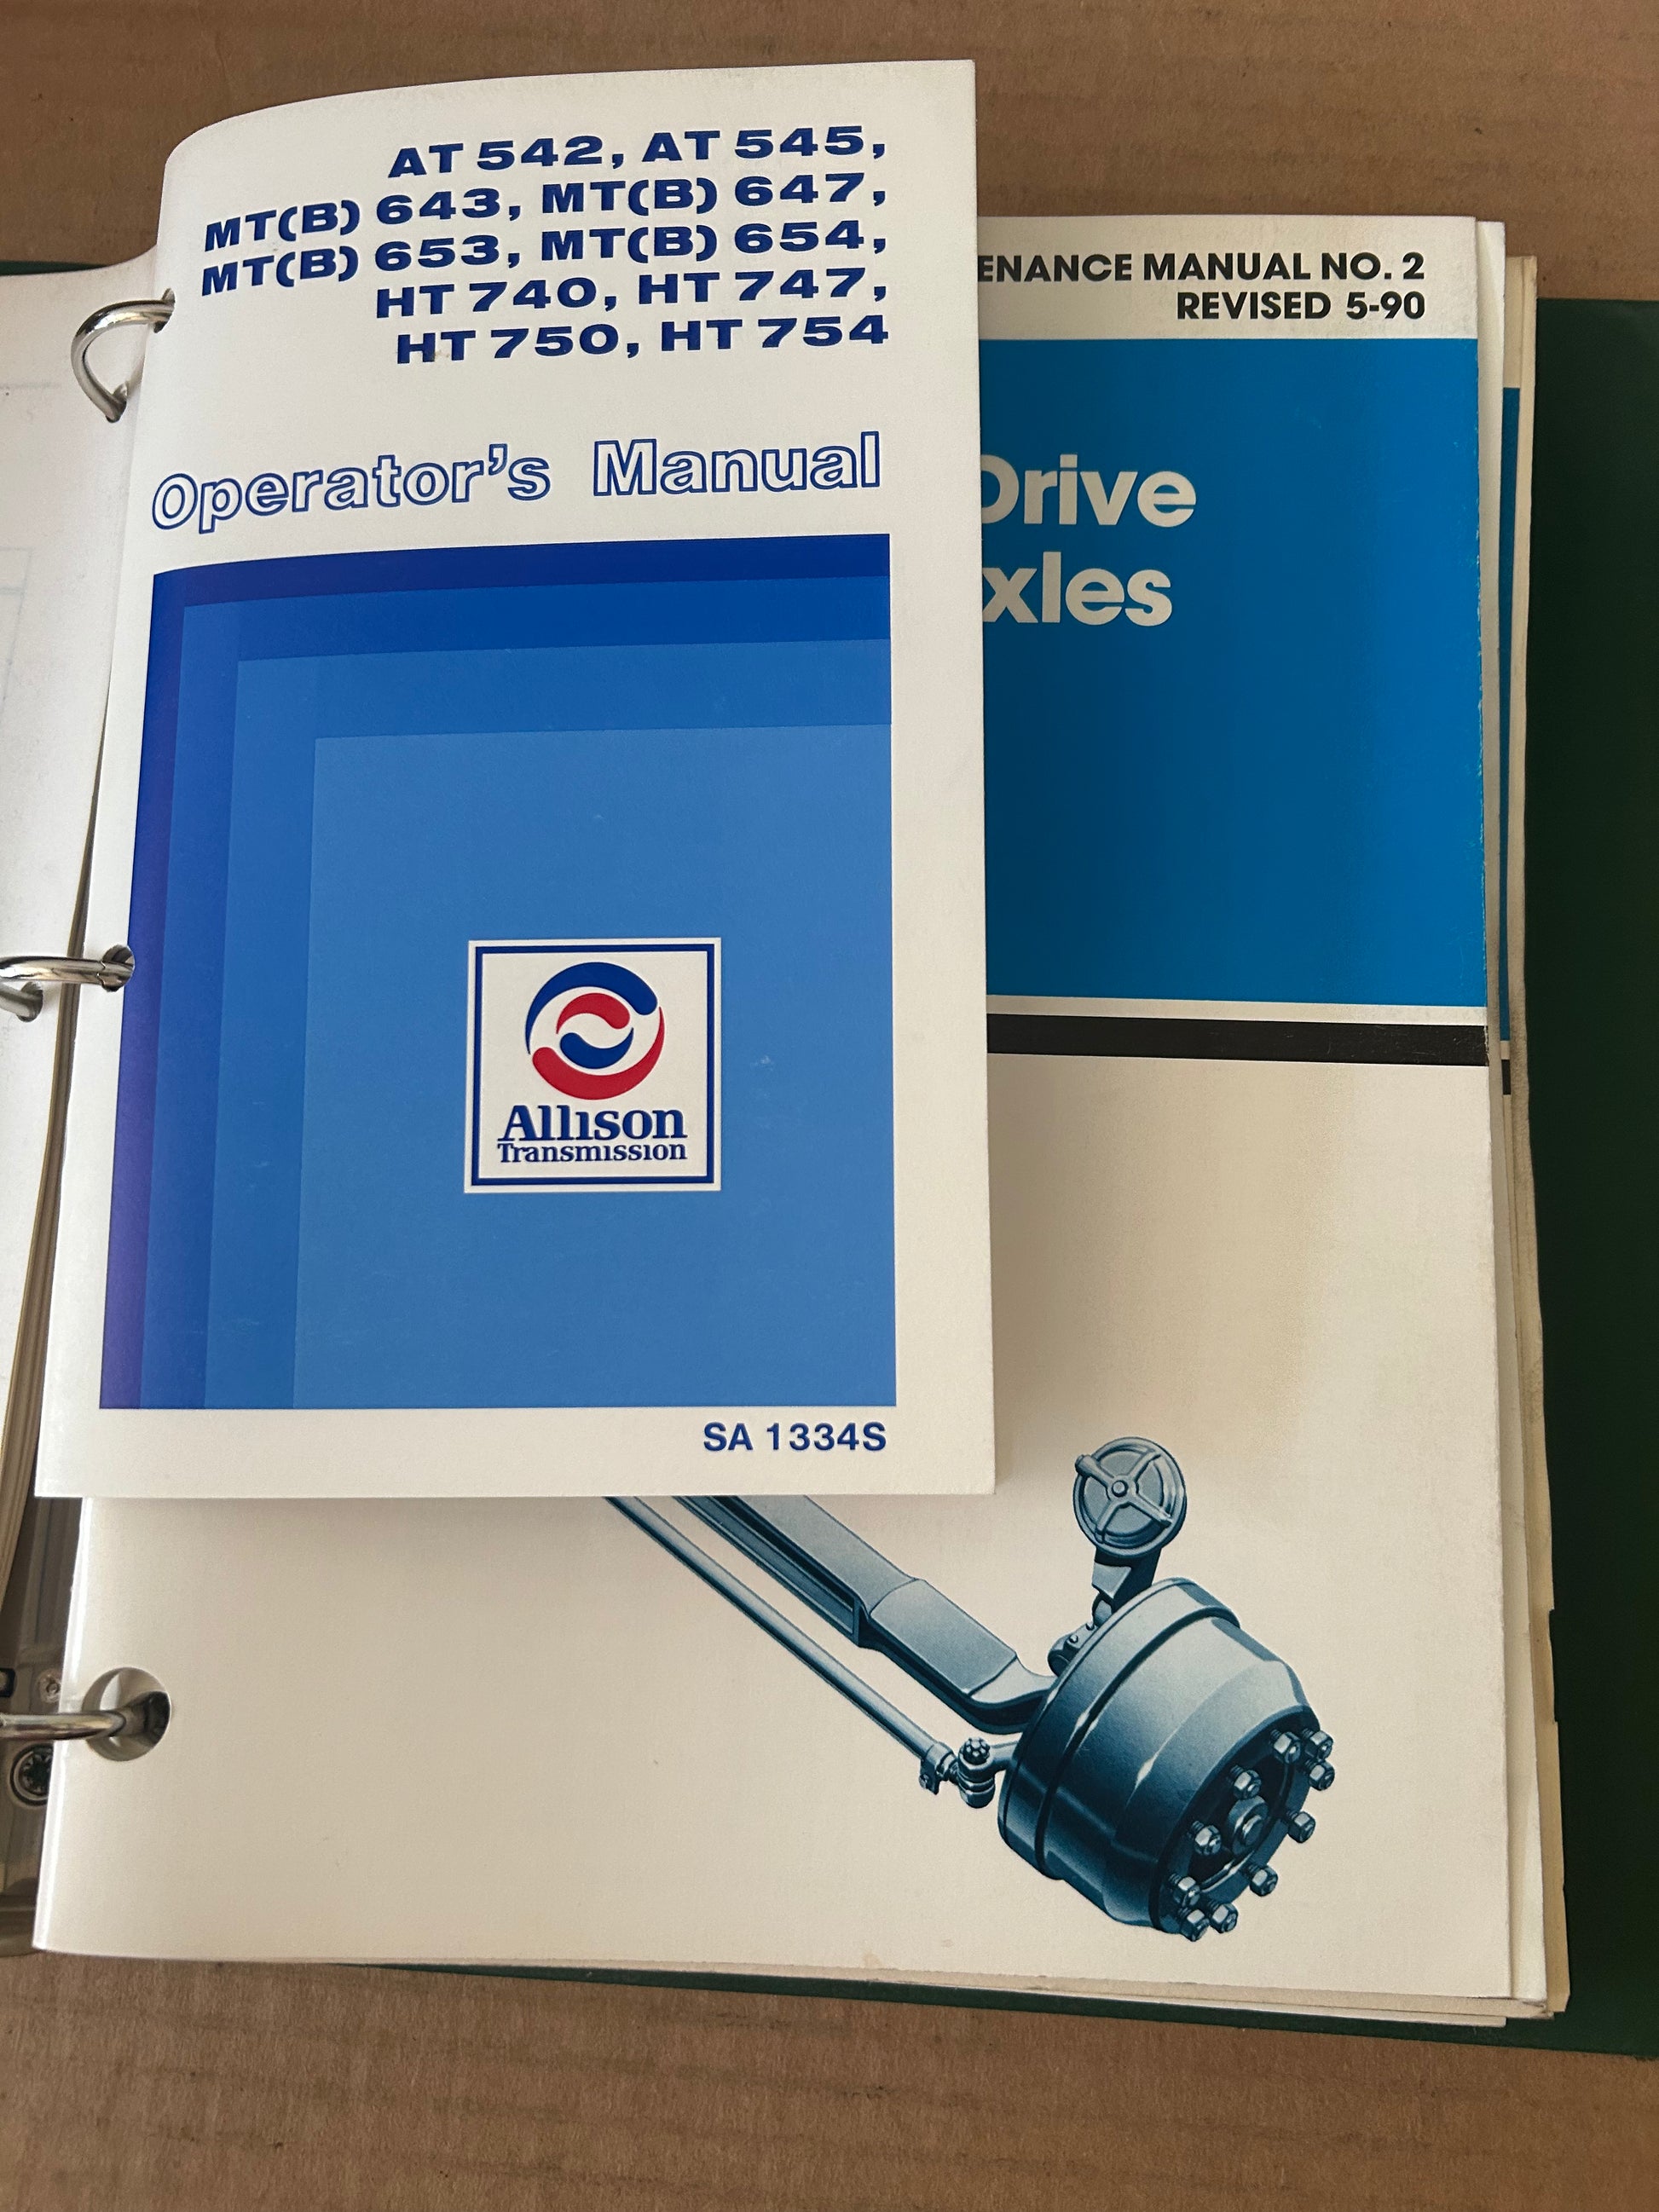 AT 542, AT 545,
MT(B) 643, MT(B) 647,
MT(B) 653, MT(B) 654,
HT 740, HT 747,
HT 750, HT 754
Operator's Manual
Allison
Transmission
SA 1334S
ENANCE MANUAL NO. 2
REVISED 5-90
Drive
xles